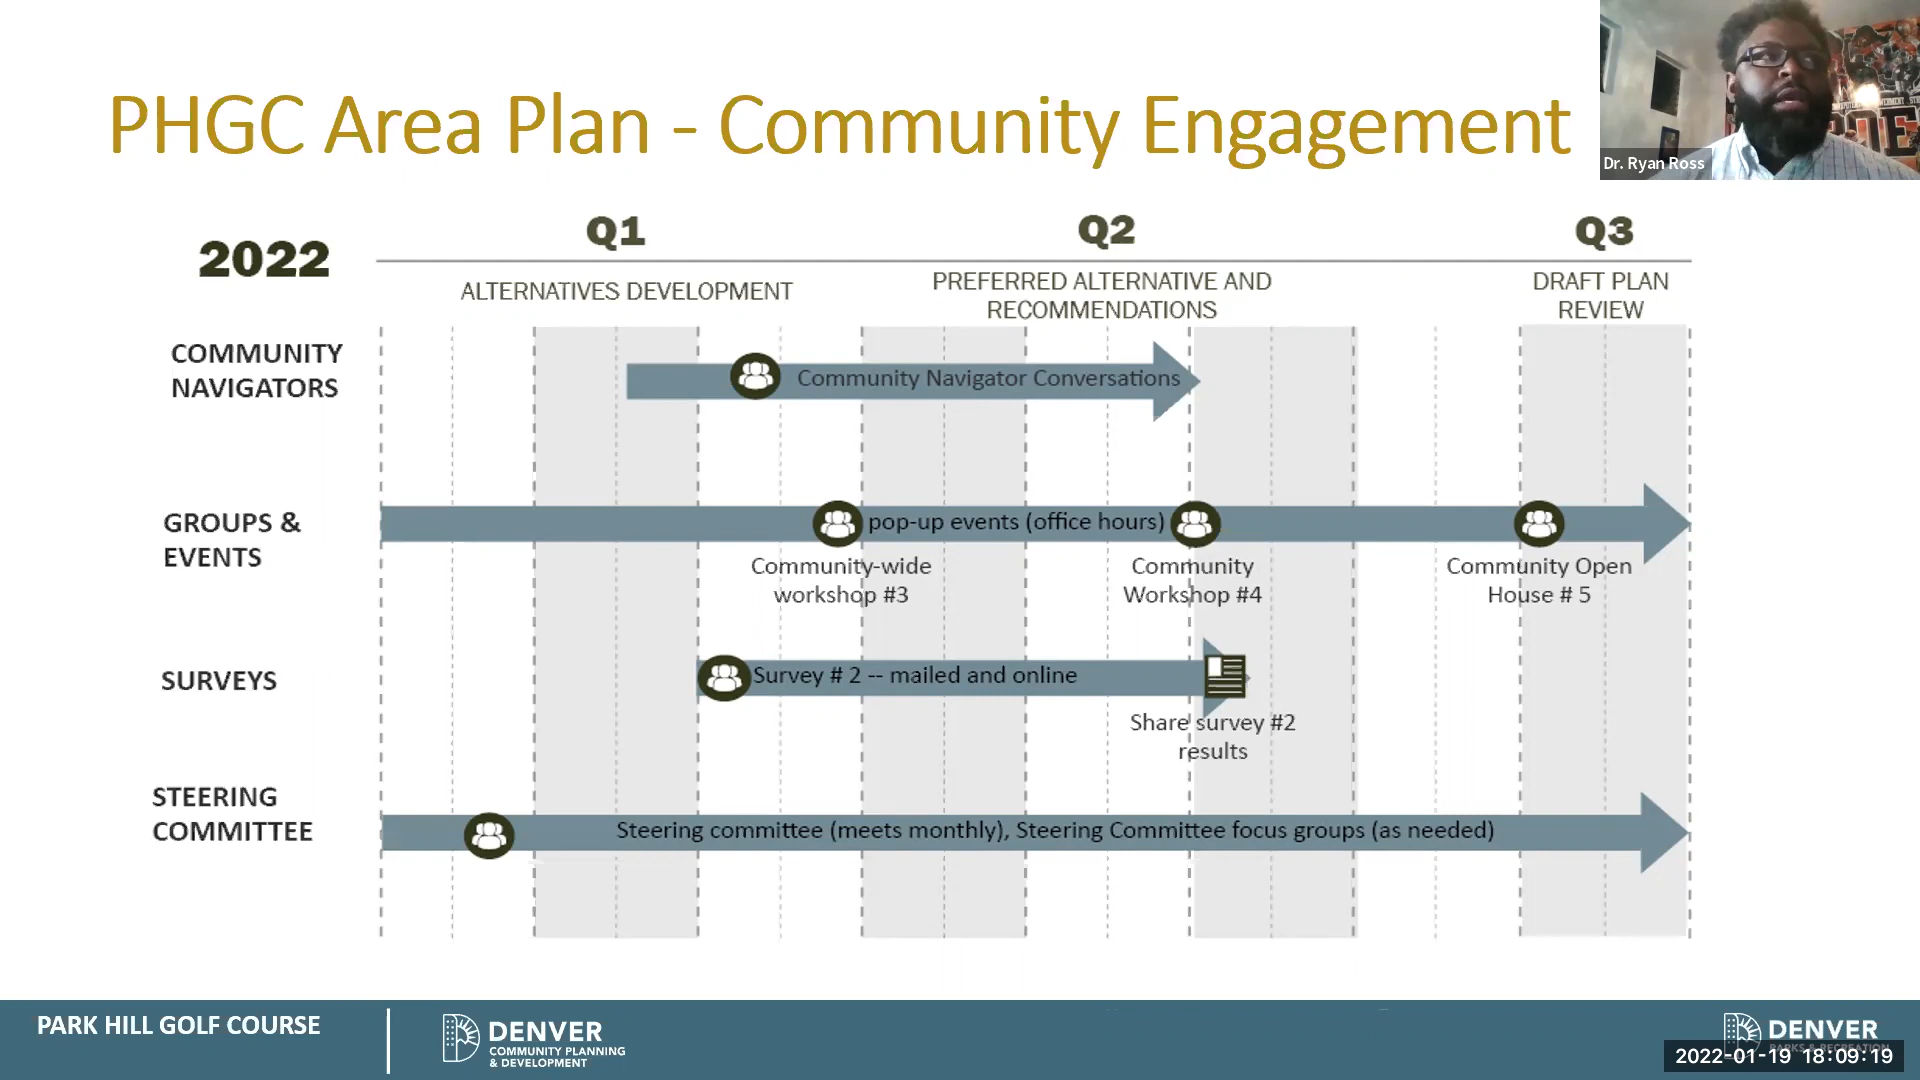 PHGC Area Plan - Community Engagement
Dr. Ryan Ross
2022
Q1
Q2
Q3
ALTERNATIVES DEVELOPMENT
PREFERRED ALTERNATIVE AND
RECOMMENDATIONS
DRAFT PLAN
REVIEW
COMMUNITY
NAVIGATORS
Community Navigator Conversations
GROUPS &
EVENTS
pop-up events (office hours)
Community-wide
workshop #3
Community
Workshop #4
Community Open
House # 5
SURVEYS
Survey # 2 -- mailed and online
Share survey #2
results
STEERING
COMMITTEE
Steering committee (meets monthly), Steering Committee focus groups (as needed)
PARK HILL GOLF COURSE
DENVER
COMMUNITY PLANNING
& DEVELOPMENT
DENVER
PARKS & RECREATION
2022-01-19 18:09:19